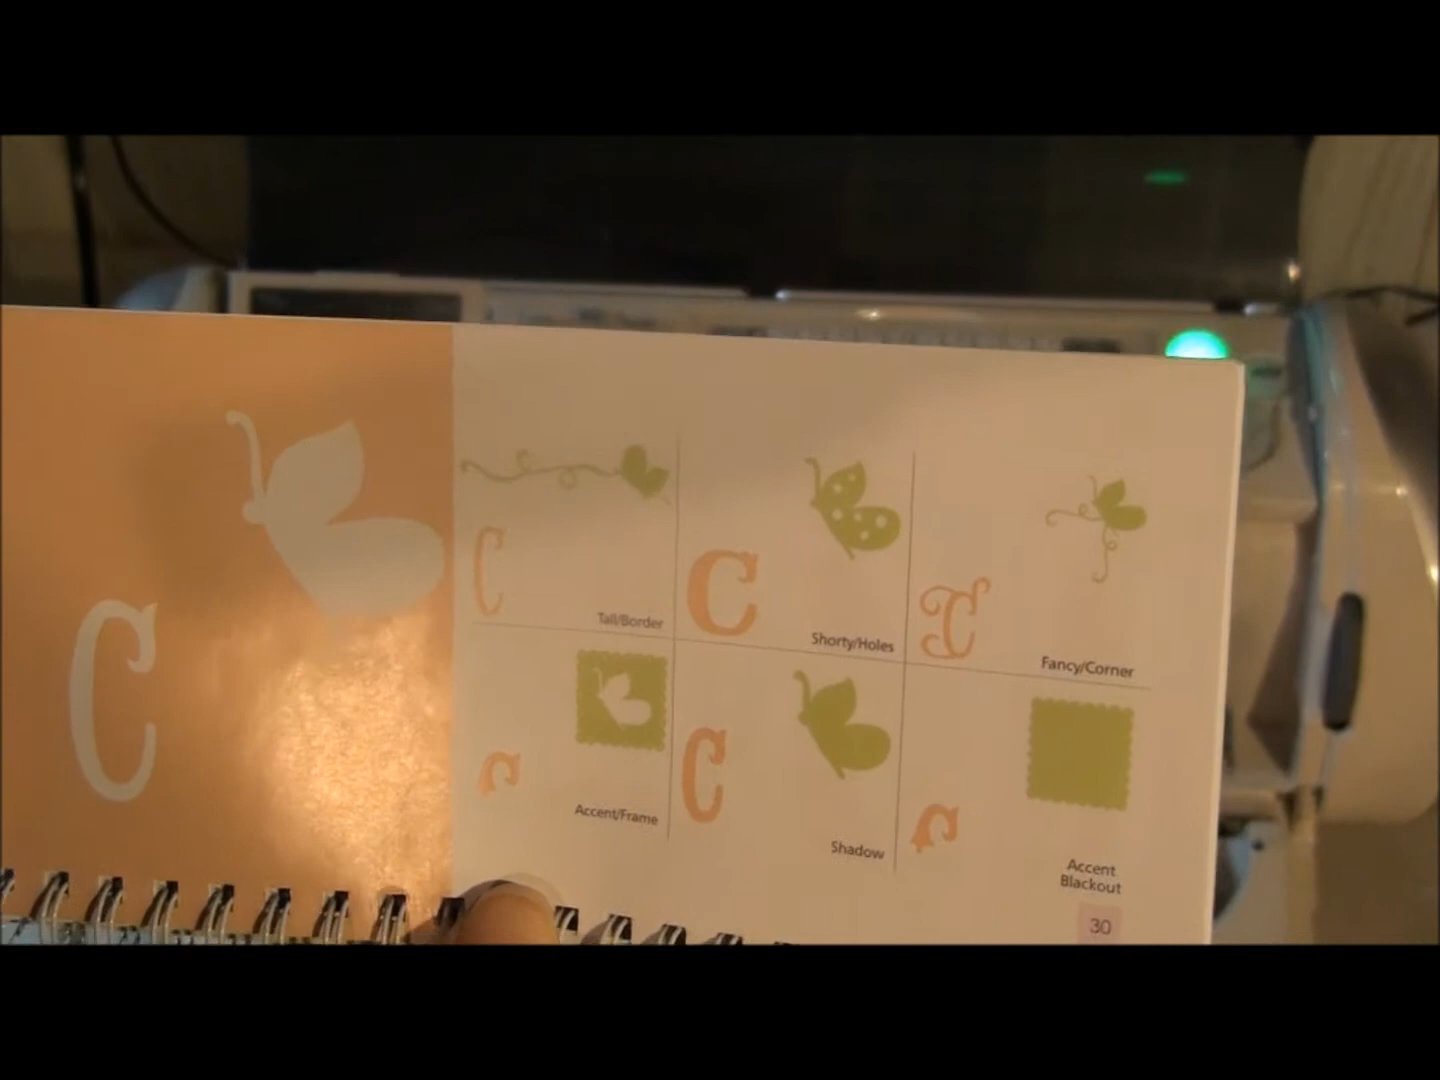 C
C
Tall/Border
C
Shorty/Holes
C
Fancy/Corner
c
Accent/Frame
C
Shadow
c
Accent
Blackout
30